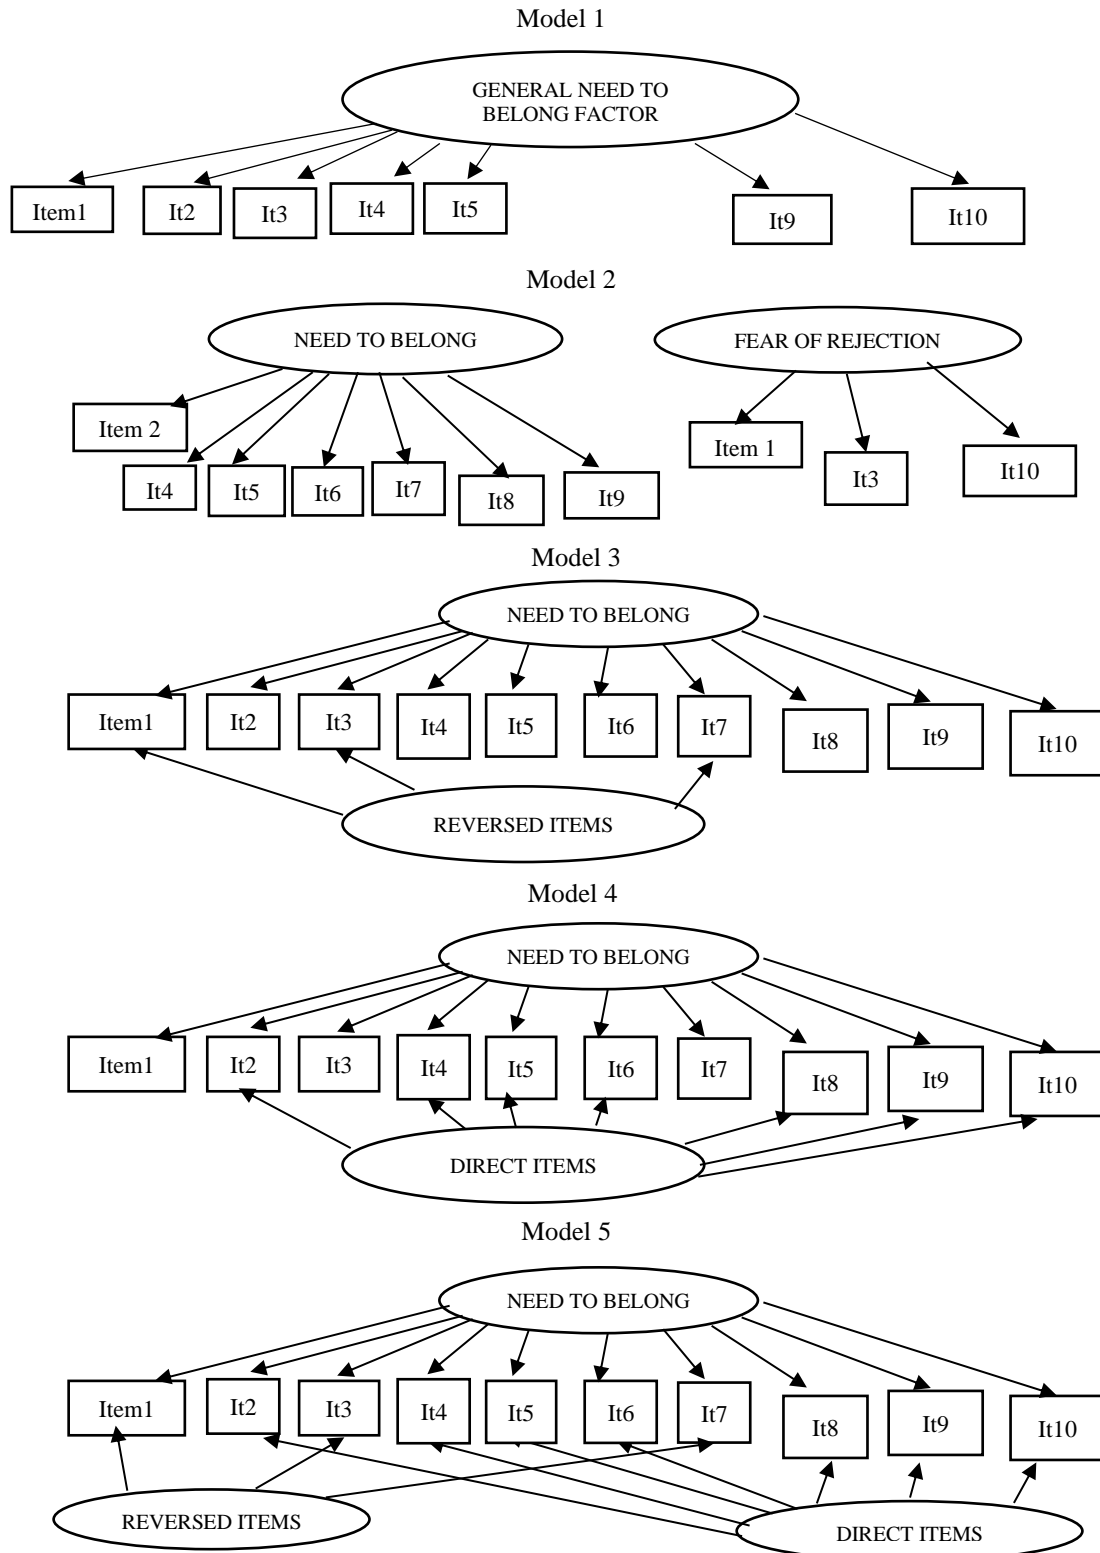 Model 1
GENERAL NEED TO
BELONG FACTOR
Item1 It2 It3 It4 It5 It9 It10
Model 2
NEED TO BELONG FEAR OF REJECTION
Item 2 It4 It5 It6 It7 It8 It9 Item 1 It3 It10
Model 3
NEED TO BELONG
Item1 It2 It3 It4 It5 It6 It7 It8 It9 It10
REVERSED ITEMS
Model 4
NEED TO BELONG
Item1 It2 It3 It4 It5 It6 It7 It8 It9 It10
DIRECT ITEMS
Model 5
NEED TO BELONG
Item1 It2 It3 It4 It5 It6 It7 It8 It9 It10
REVERSED ITEMS DIRECT ITEMS